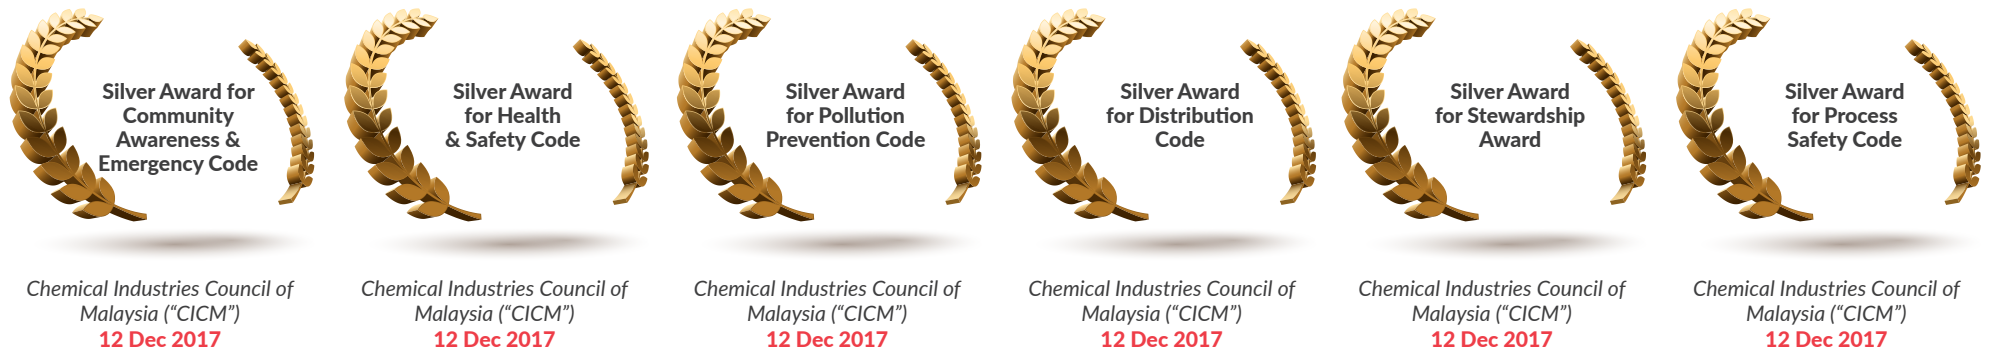 Silver Award for
Community
Awareness &
Emergency Code
Chemical Industries Council of
Malaysia (“CICM”)
12 Dec 2017
Silver Award
for Health
& Safety Code
Chemical Industries Council of
Malaysia (“CICM”)
12 Dec 2017
Silver Award
for Pollution
Prevention Code
Chemical Industries Council of
Malaysia (“CICM”)
12 Dec 2017
Silver Award
for Distribution
Code
Chemical Industries Council of
Malaysia (“CICM”)
12 Dec 2017
Silver Award
for Stewardship
Award
Chemical Industries Council of
Malaysia (“CICM”)
12 Dec 2017
Silver Award
for Process
Safety Code
Chemical Industries Council of
Malaysia (“CICM”)
12 Dec 2017